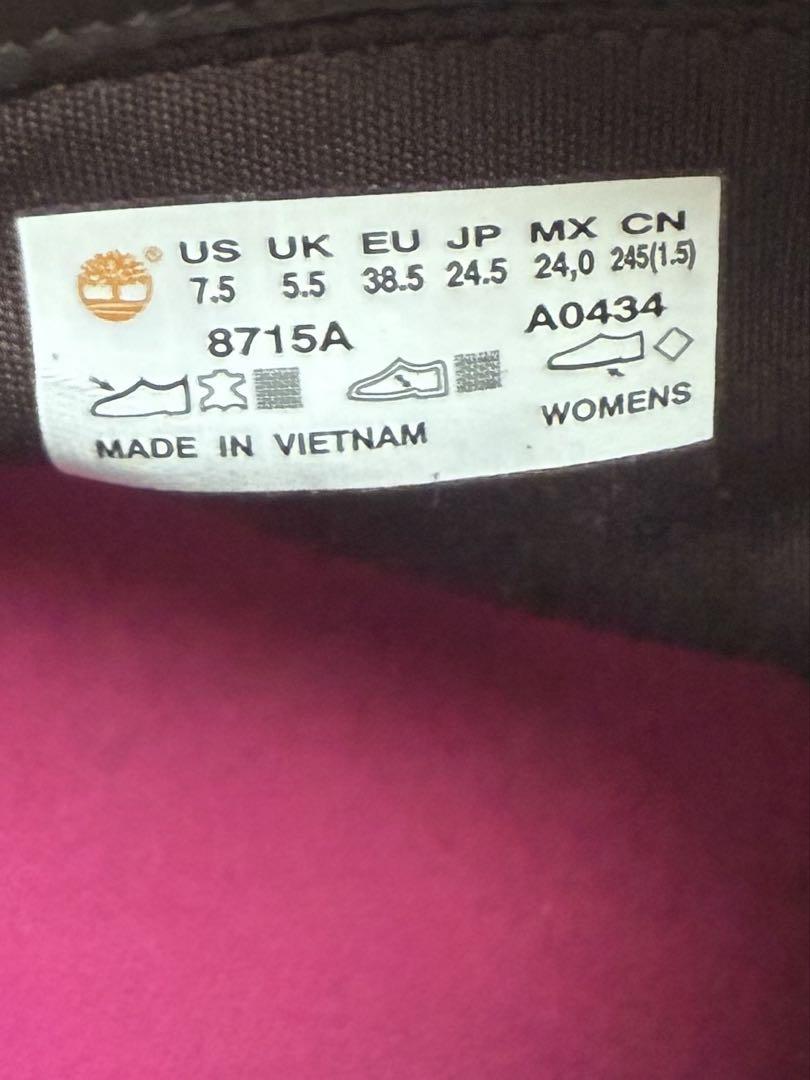 ® US UK EU JP MX CN
7.5 5.5 38.5 24.5 24,0 245(1.5)
8715A A0434
MADE IN VIETNAM WOMENS